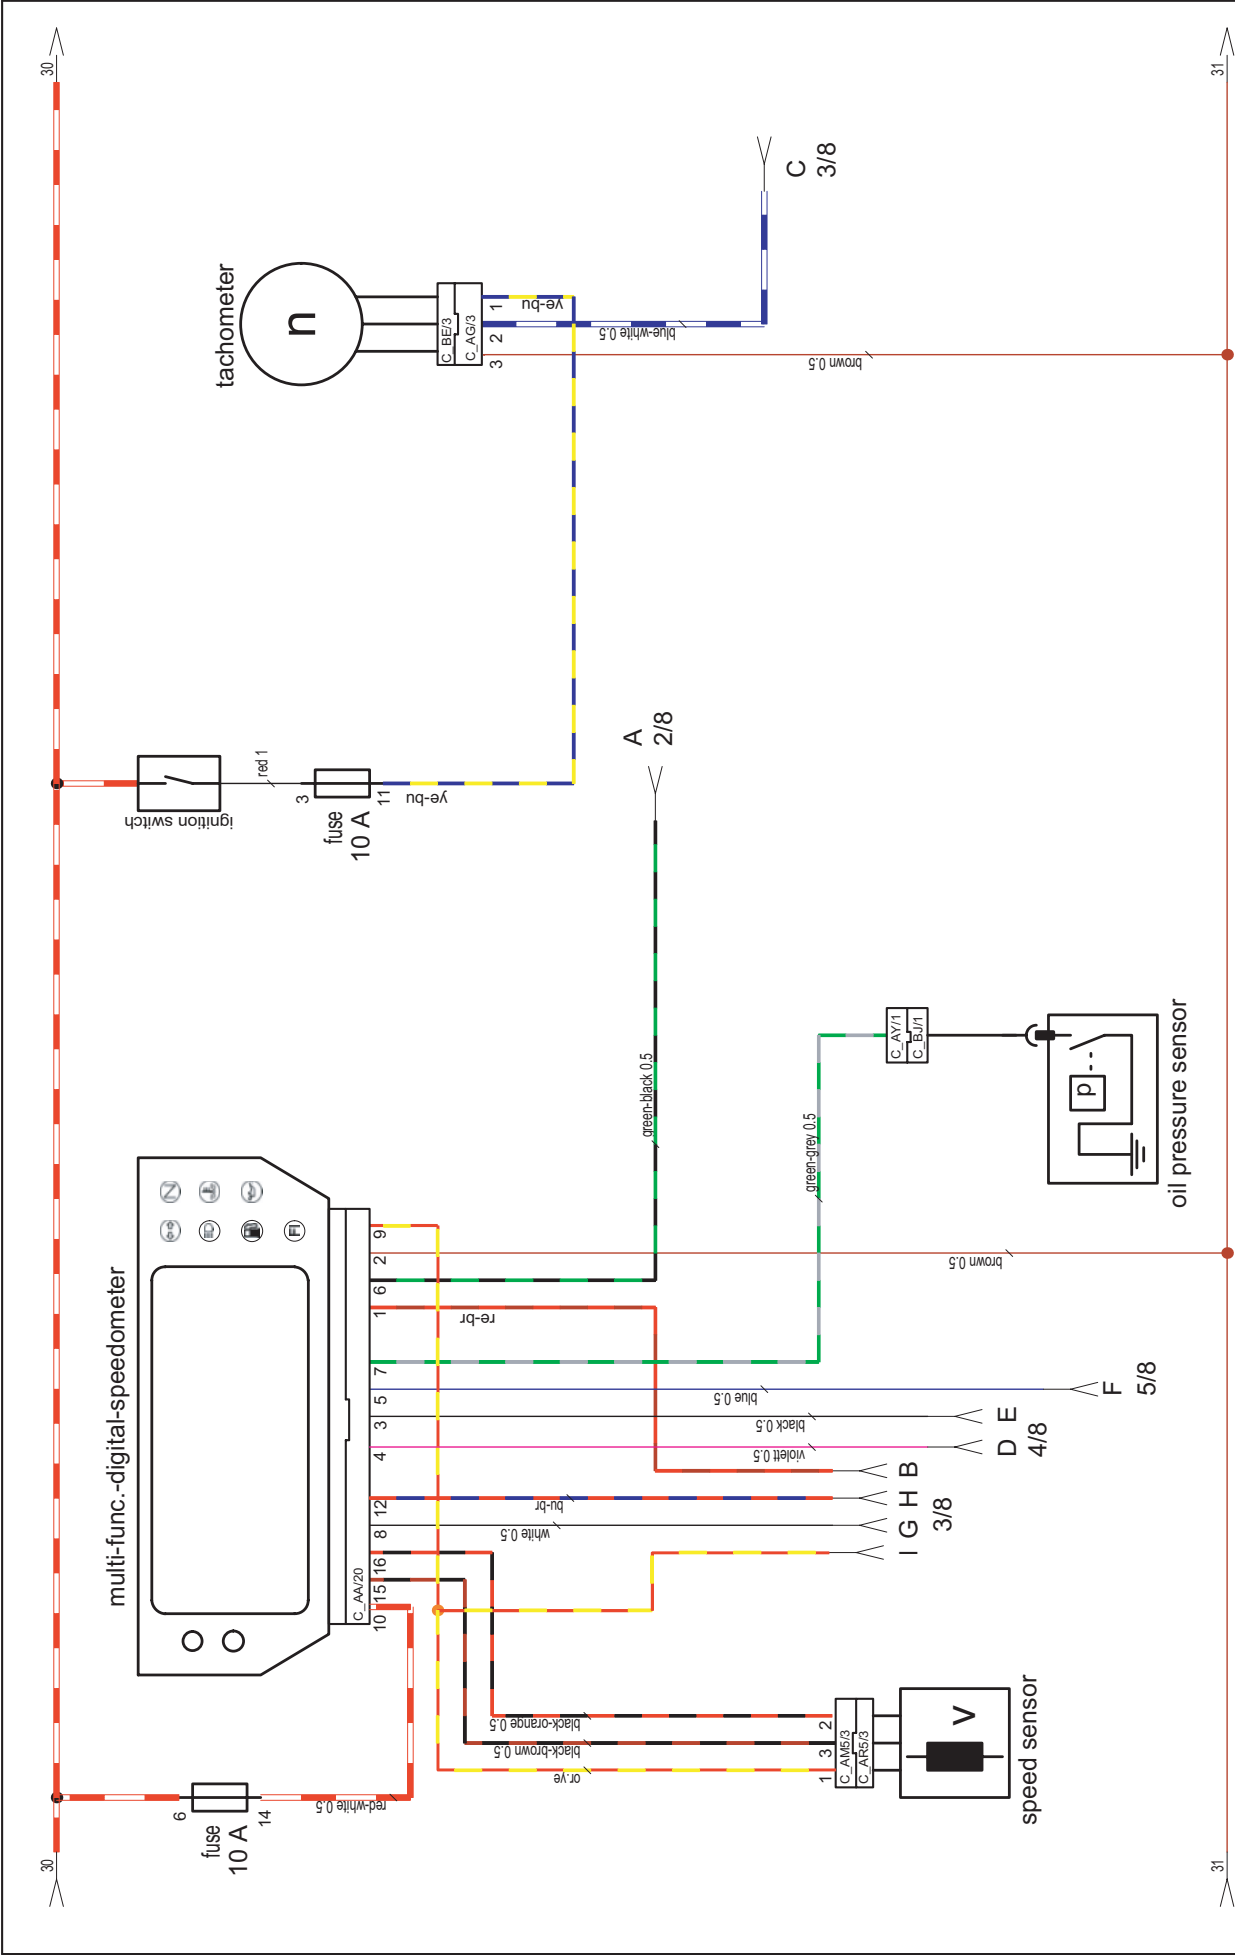 30
30
31
31
tachometer
n
C_BE/3
C_AG/3
1
2
3
ye-bu
blue-white 0.5
brown 0.5
C
3/8
ignition switch
red 1
3
fuse
10 A
11
ye-bu
A
2/8
green-black 0.5
green-grey 0.5
C_AY/1
C_BJ/1
p
oil pressure sensor
multi-func.-digital-speedometer
N
FI
C_AA/20
9
2
6
1
7
5
3
4
12
8
16
15
10
re-br
brown 0.5
blue 0.5
black 0.5
violett 0.5
bu-br
white 0.5
F
5/8
D E
4/8
I G H B
3/8
black-orange 0.5
black-brown 0.5
or.ye
2
3
1
C_AM5/3
C_AR5/3
v
speed sensor
6
fuse
10 A
14
red-white 0.5